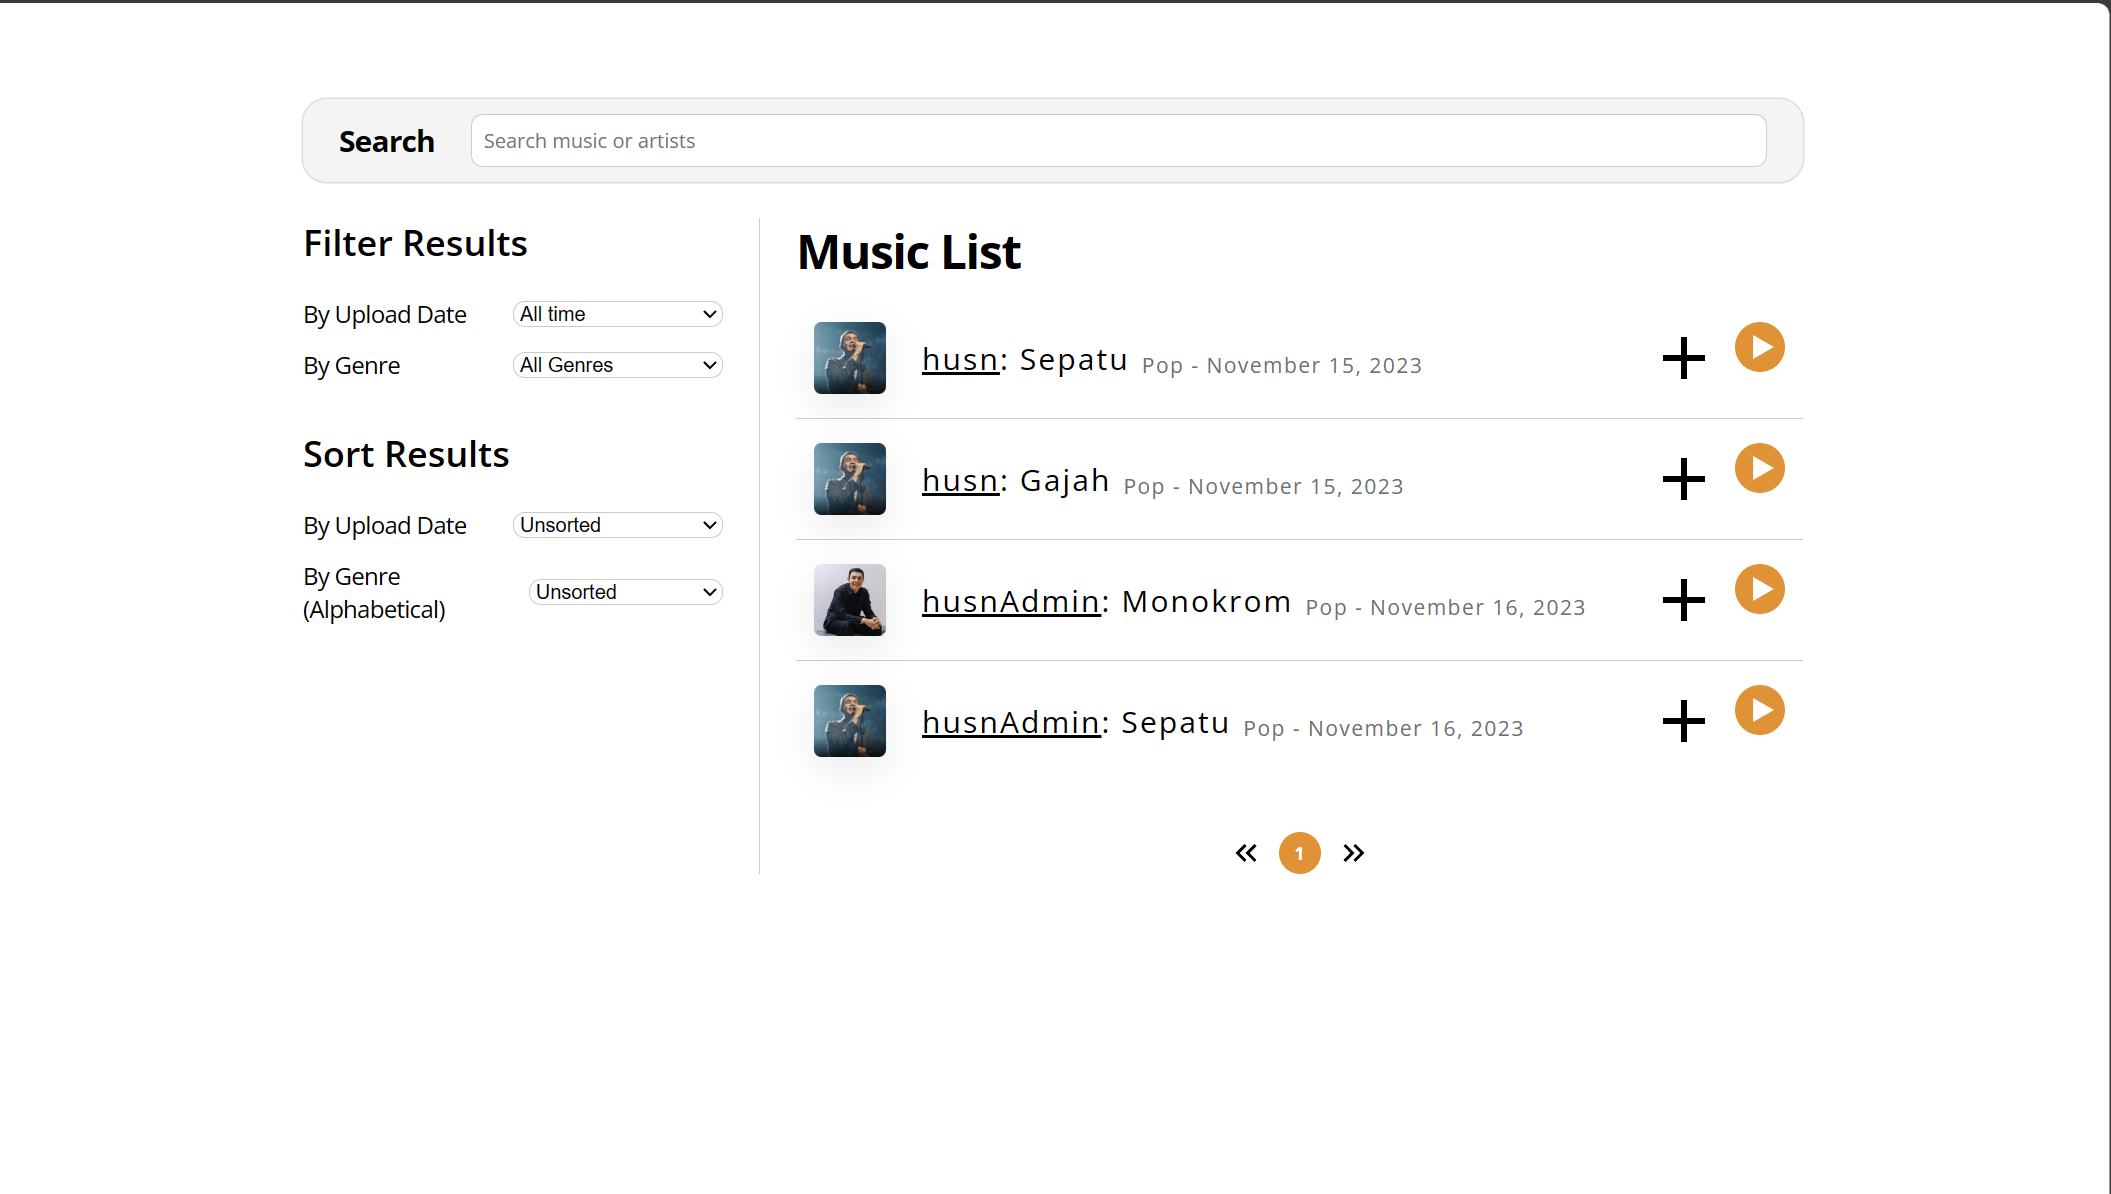 Search
Search music or artists
Filter Results
By Upload Date All time
By Genre All Genres
Sort Results
By Upload Date Unsorted
By Genre
(Alphabetical) Unsorted
Music List
husn: Sepatu Pop - November 15, 2023
husn: Gajah Pop - November 15, 2023
husnAdmin: Monokrom Pop - November 16, 2023
husnAdmin: Sepatu Pop - November 16, 2023
1